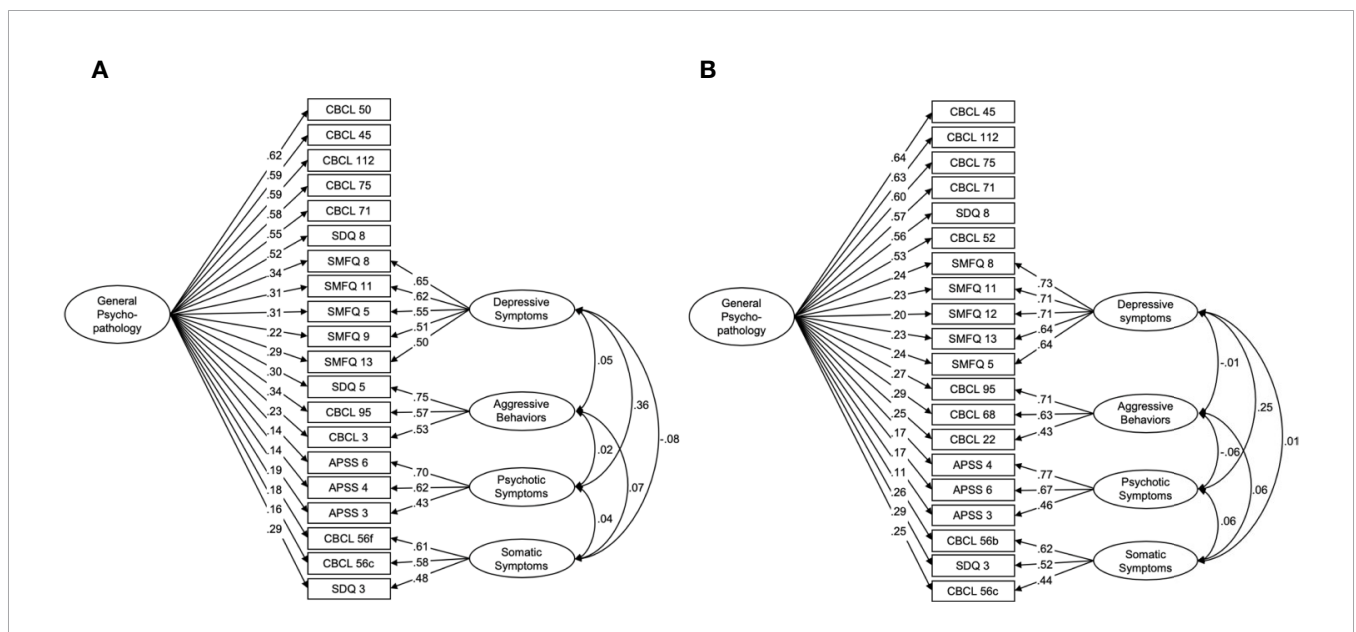 A
CBCL 50
CBCL 45
CBCL 112
CBCL 75
CBCL 71
SDQ 8
SMFQ 8
SMFQ 11
SMFQ 5
SMFQ 9
SMFQ 13
SDQ 5
CBCL 95
CBCL 3
APSS 6
APSS 4
APSS 3
CBCL 56f
CBCL 56c
SDQ 3
General
Psycho-
pathology
.62
.59
.59
.58
.55
.52
.34
.31
.31
.22
.29
.30
.34
.23
.14
.14
.19
.18
.16
.29
.65
.62
.55
.51
.50
.75
.57
.53
.70
.62
.43
.61
.58
.48
Depressive
Symptoms
Aggressive
Behaviors
Psychotic
Symptoms
Somatic
Symptoms
.05
.36
-.08
.02
.07
.04
B
CBCL 45
CBCL 112
CBCL 75
CBCL 71
SDQ 8
CBCL 52
SMFQ 8
SMFQ 11
SMFQ 12
SMFQ 13
SMFQ 5
CBCL 95
CBCL 68
CBCL 22
APSS 4
APSS 6
APSS 3
CBCL 56b
SDQ 3
CBCL 56c
General
Psycho-
pathology
.64
.63
.60
.57
.56
.53
.24
.23
.20
.23
.24
.27
.29
.25
.17
.17
.11
.26
.29
.25
.73
.71
.71
.64
.64
.71
.63
.43
.77
.67
.46
.62
.52
.44
Depressive
symptoms
Aggressive
Behaviors
Psychotic
Symptoms
Somatic
Symptoms
-.01
.25
.01
-.06
.06
.06